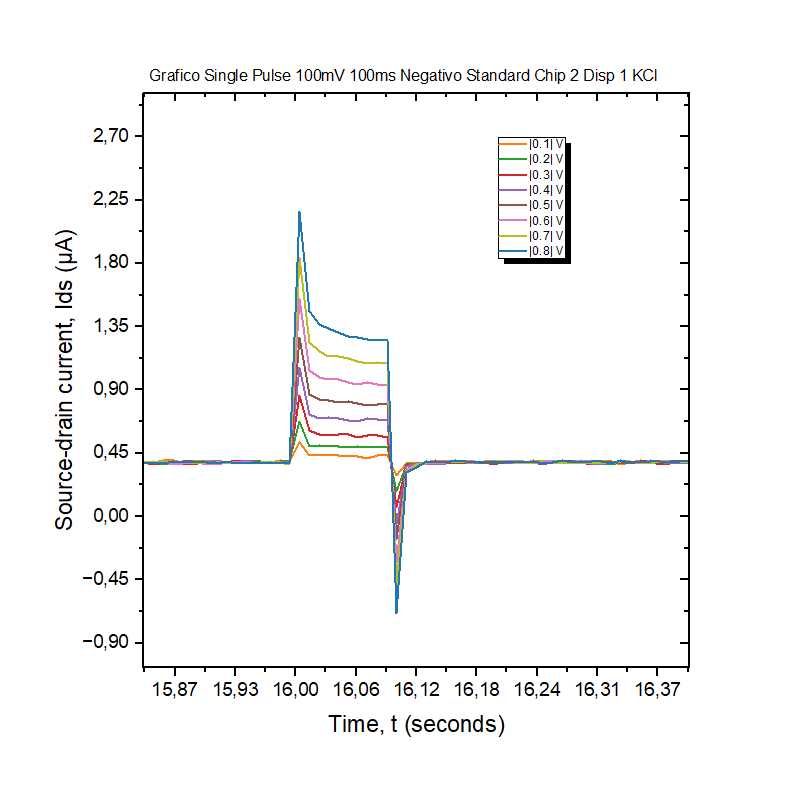 Grafico Single Pulse 100mV 100ms Negativo Standard Chip 2 Disp 1 KCl
2,70
2,25
1,80
1,35
0,90
0,45
0,00
−0,45
−0,90
Source-drain current, Ids (μA)
|0.1| V
|0.2| V
|0.3| V
|0.4| V
|0.5| V
|0.6| V
|0.7| V
|0.8| V
15,87 15,93 16,00 16,06 16,12 16,18 16,24 16,31 16,37
Time, t (seconds)